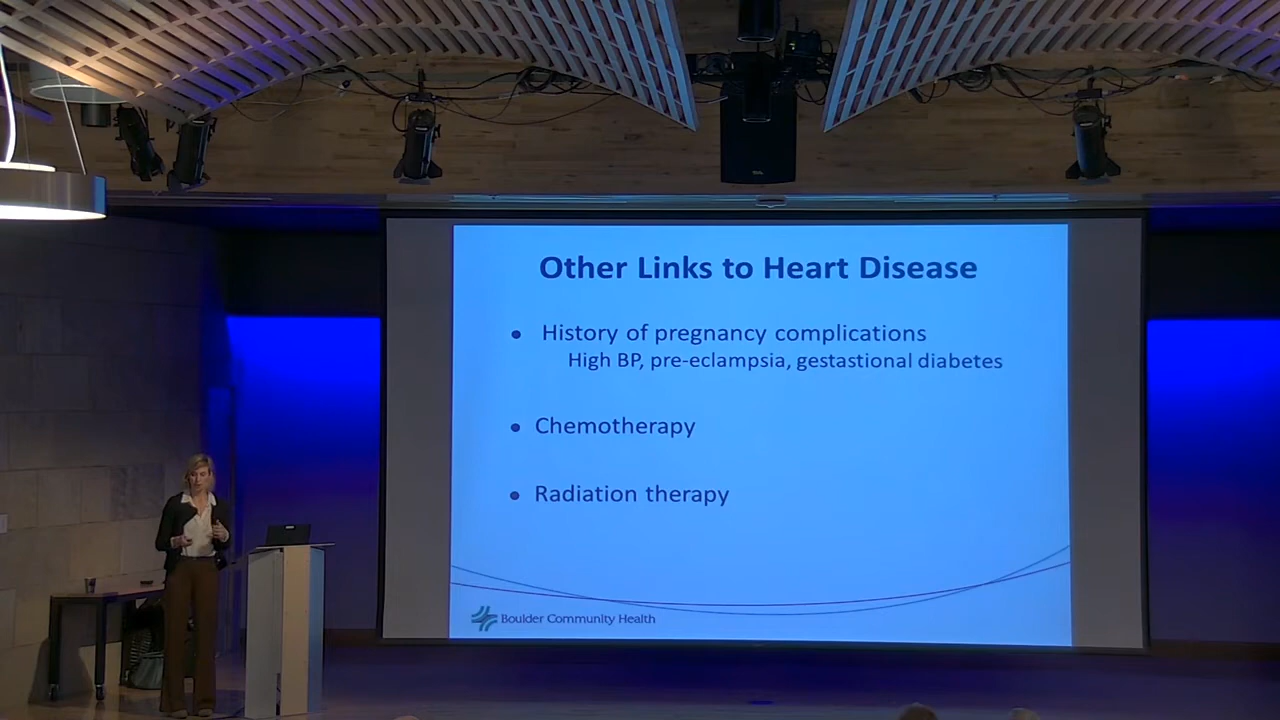 Other Links to Heart Disease
• History of pregnancy complications
High BP, pre-eclampsia, gestastional diabetes
• Chemotherapy
• Radiation therapy
Boulder Community Health